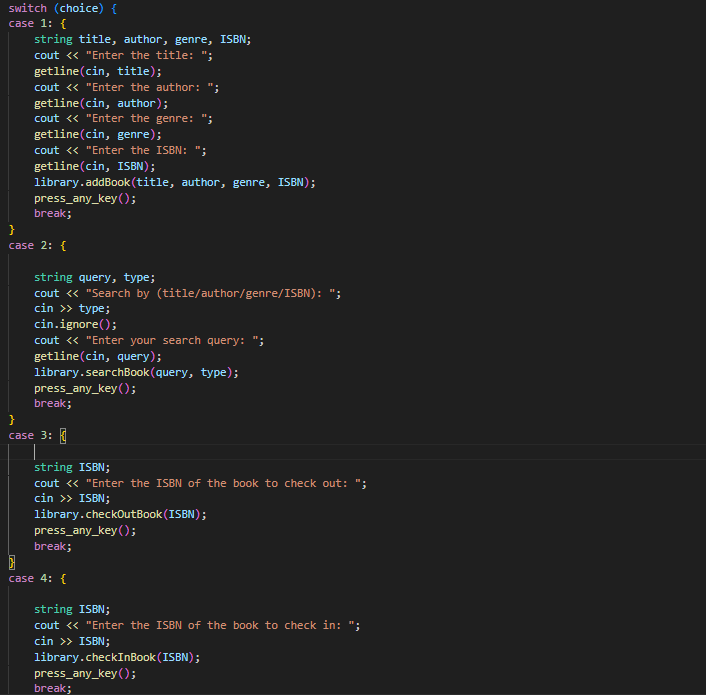 switch (choice) {
case 1: {
    string title, author, genre, ISBN;
    cout << "Enter the title: ";
    getline(cin, title);
    cout << "Enter the author: ";
    getline(cin, author);
    cout << "Enter the genre: ";
    getline(cin, genre);
    cout << "Enter the ISBN: ";
    getline(cin, ISBN);
    library.addBook(title, author, genre, ISBN);
    press_any_key();
    break;
}
case 2: {

    string query, type;
    cout << "Search by (title/author/genre/ISBN): ";
    cin >> type;
    cin.ignore();
    cout << "Enter your search query: ";
    getline(cin, query);
    library.searchBook(query, type);
    press_any_key();
    break;
}
case 3: {

    string ISBN;
    cout << "Enter the ISBN of the book to check out: ";
    cin >> ISBN;
    library.checkOutBook(ISBN);
    press_any_key();
    break;
}
case 4: {

    string ISBN;
    cout << "Enter the ISBN of the book to check in: ";
    cin >> ISBN;
    library.checkInBook(ISBN);
    press_any_key();
    break;